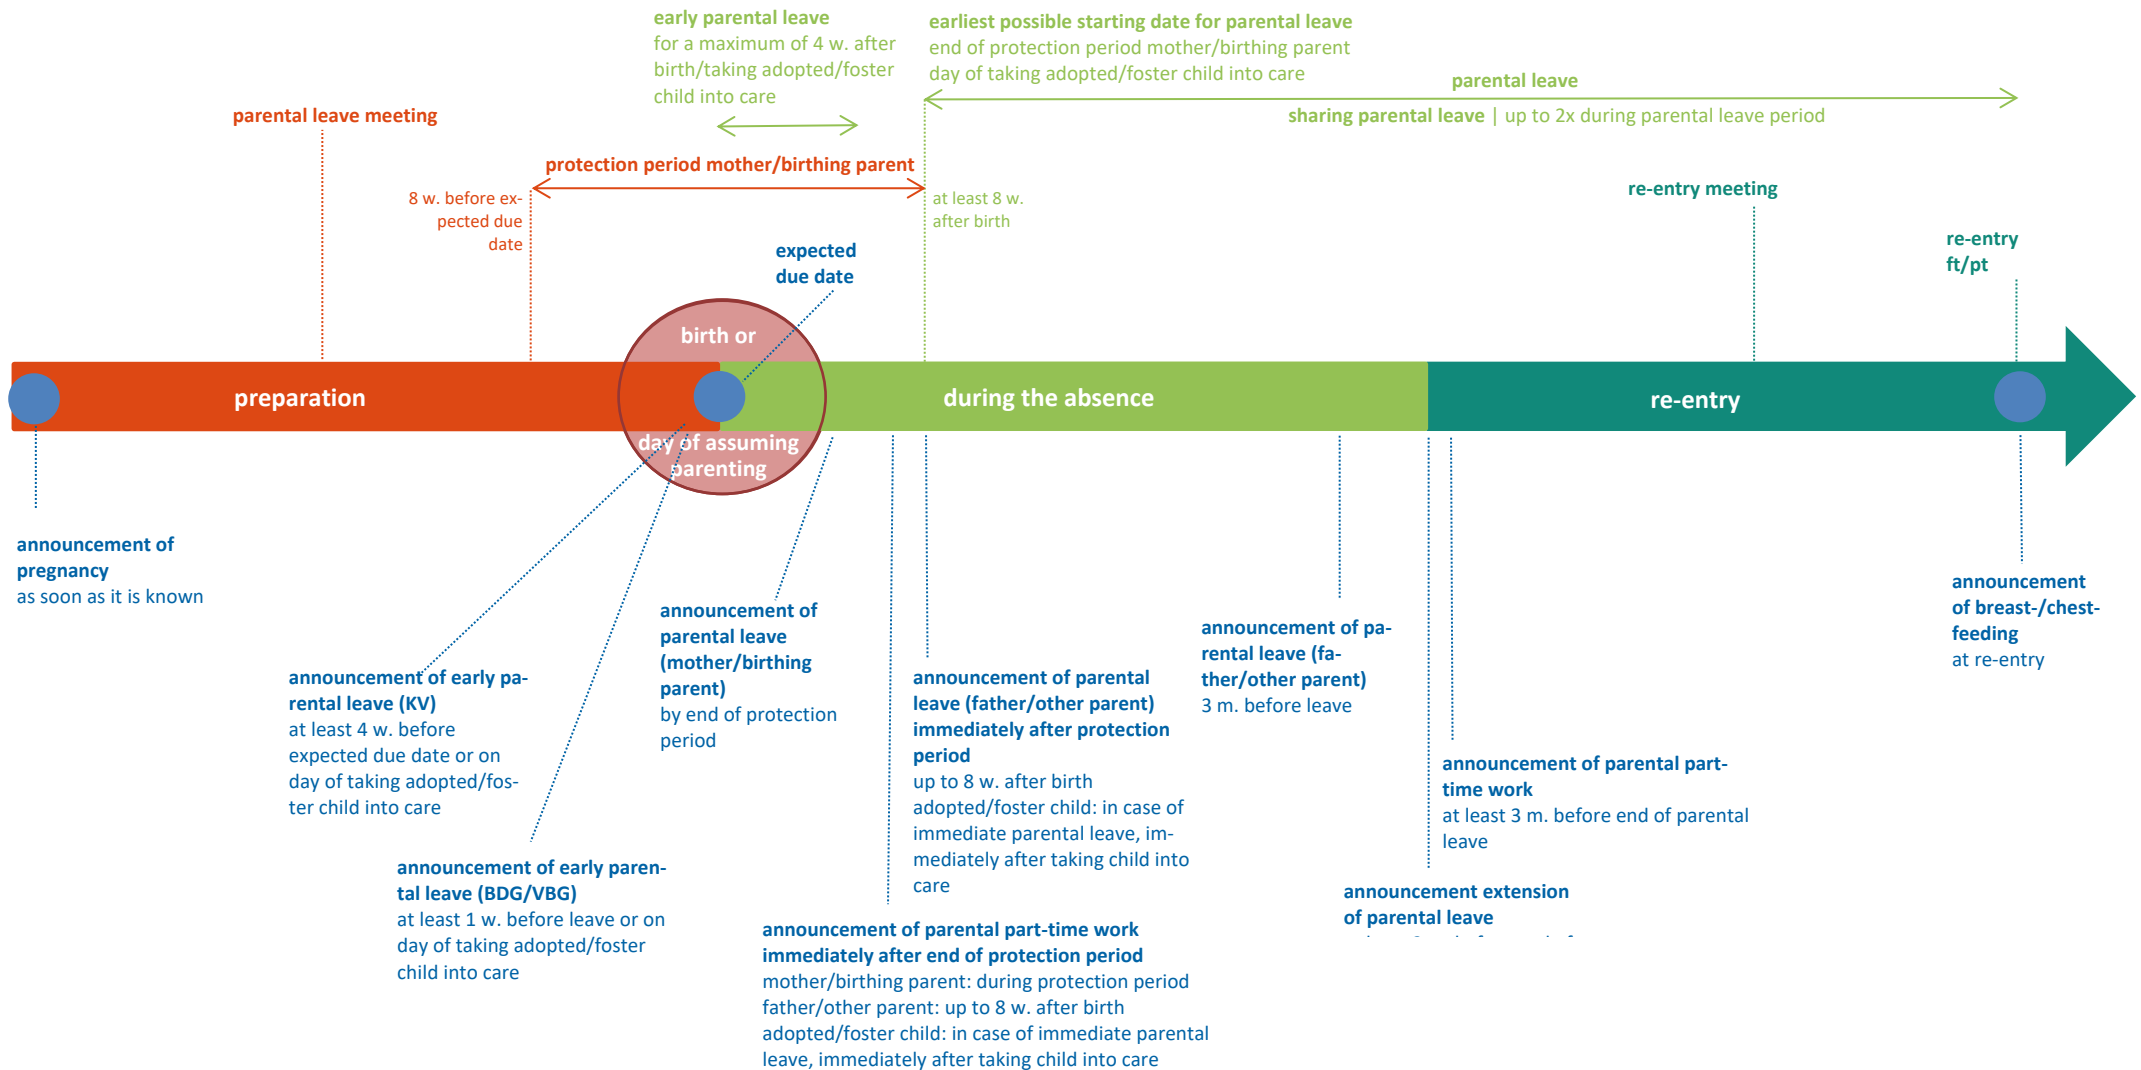 early parental leave
for a maximum of 4 w. after
birth/taking adopted/foster
child into care
earliest possible starting date for parental leave
end of protection period mother/birthing parent
day of taking adopted/foster child into care
parental leave
sharing parental leave | up to 2x during parental leave period
parental leave meeting
protection period mother/birthing parent
8 w. before ex-
pected due
date
at least 8 w.
after birth
re-entry meeting
re-entry
ft/pt
expected
due date
birth or
day of assuming
parenting
preparation
during the absence
re-entry
announcement of
pregnancy
as soon as it is known
announcement of early pa-
rental leave (KV)
at least 4 w. before
expected due date or on
day of taking adopted/fos-
ter child into care
announcement of early paren-
tal leave (BDG/VBG)
at least 1 w. before leave or on
day of taking adopted/foster
child into care
announcement of
parental leave
(mother/birthing
parent)
by end of protection
period
announcement of parental part-time work
immediately after end of protection period
mother/birthing parent: during protection period
father/other parent: up to 8 w. after birth
adopted/foster child: in case of immediate parental
leave, immediately after taking child into care
announcement of parental
leave (father/other parent)
immediately after protection
period
up to 8 w. after birth
adopted/foster child: in case of
immediate parental leave, im-
mediately after taking child into
care
announcement of pa-
rental leave (fa-
ther/other parent)
3 m. before leave
announcement extension
of parental leave
announcement of parental part-
time work
at least 3 m. before end of parental
leave
announcement
of breast-/chest-
feeding
at re-entry